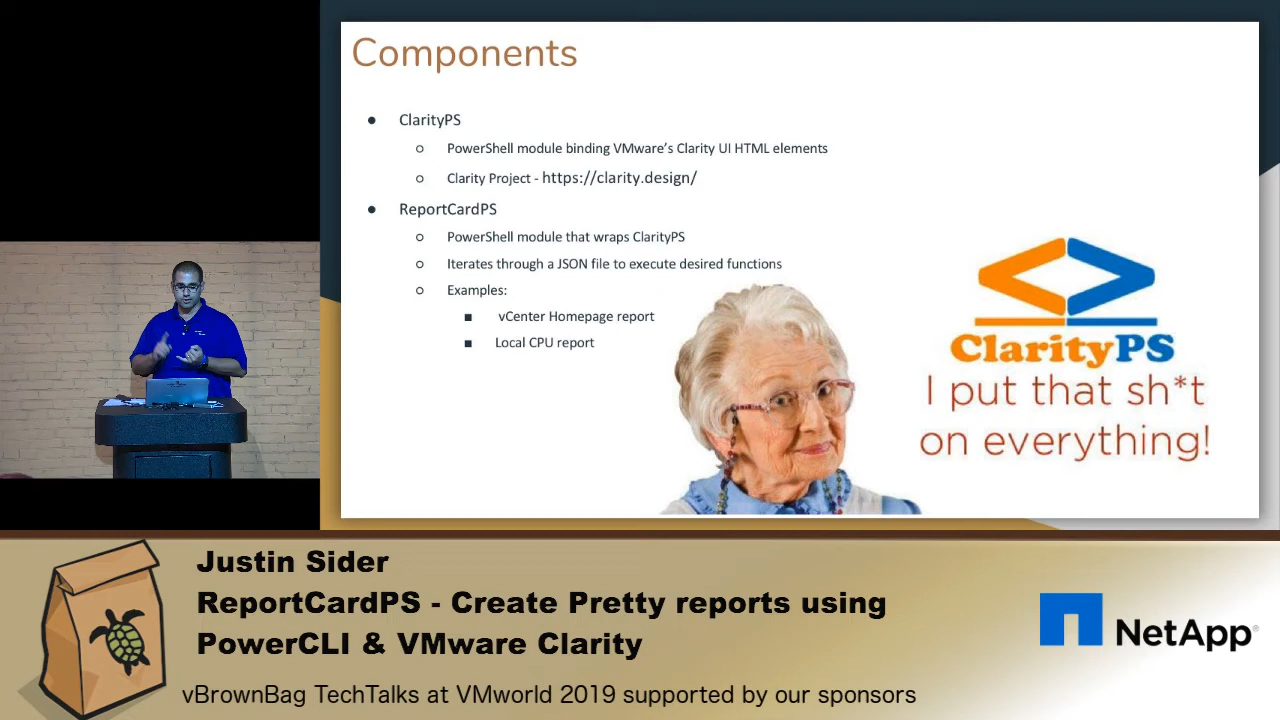 Components
● ClarityPS
○ PowerShell module binding VMware's Clarity UI HTML elements
○ Clarity Project - https://clarity.design/
● ReportCardPS
○ PowerShell module that wraps ClarityPS
○ Iterates through a JSON file to execute desired functions
○ Examples:
■ vCenter Homepage report
■ Local CPU report
ClarityPS
I put that sh*t
on everything!
Justin Sider
ReportCardPS - Create Pretty reports using
PowerCLI & VMware Clarity
NetApp®
vBrownBag TechTalks at VMworld 2019 supported by our sponsors